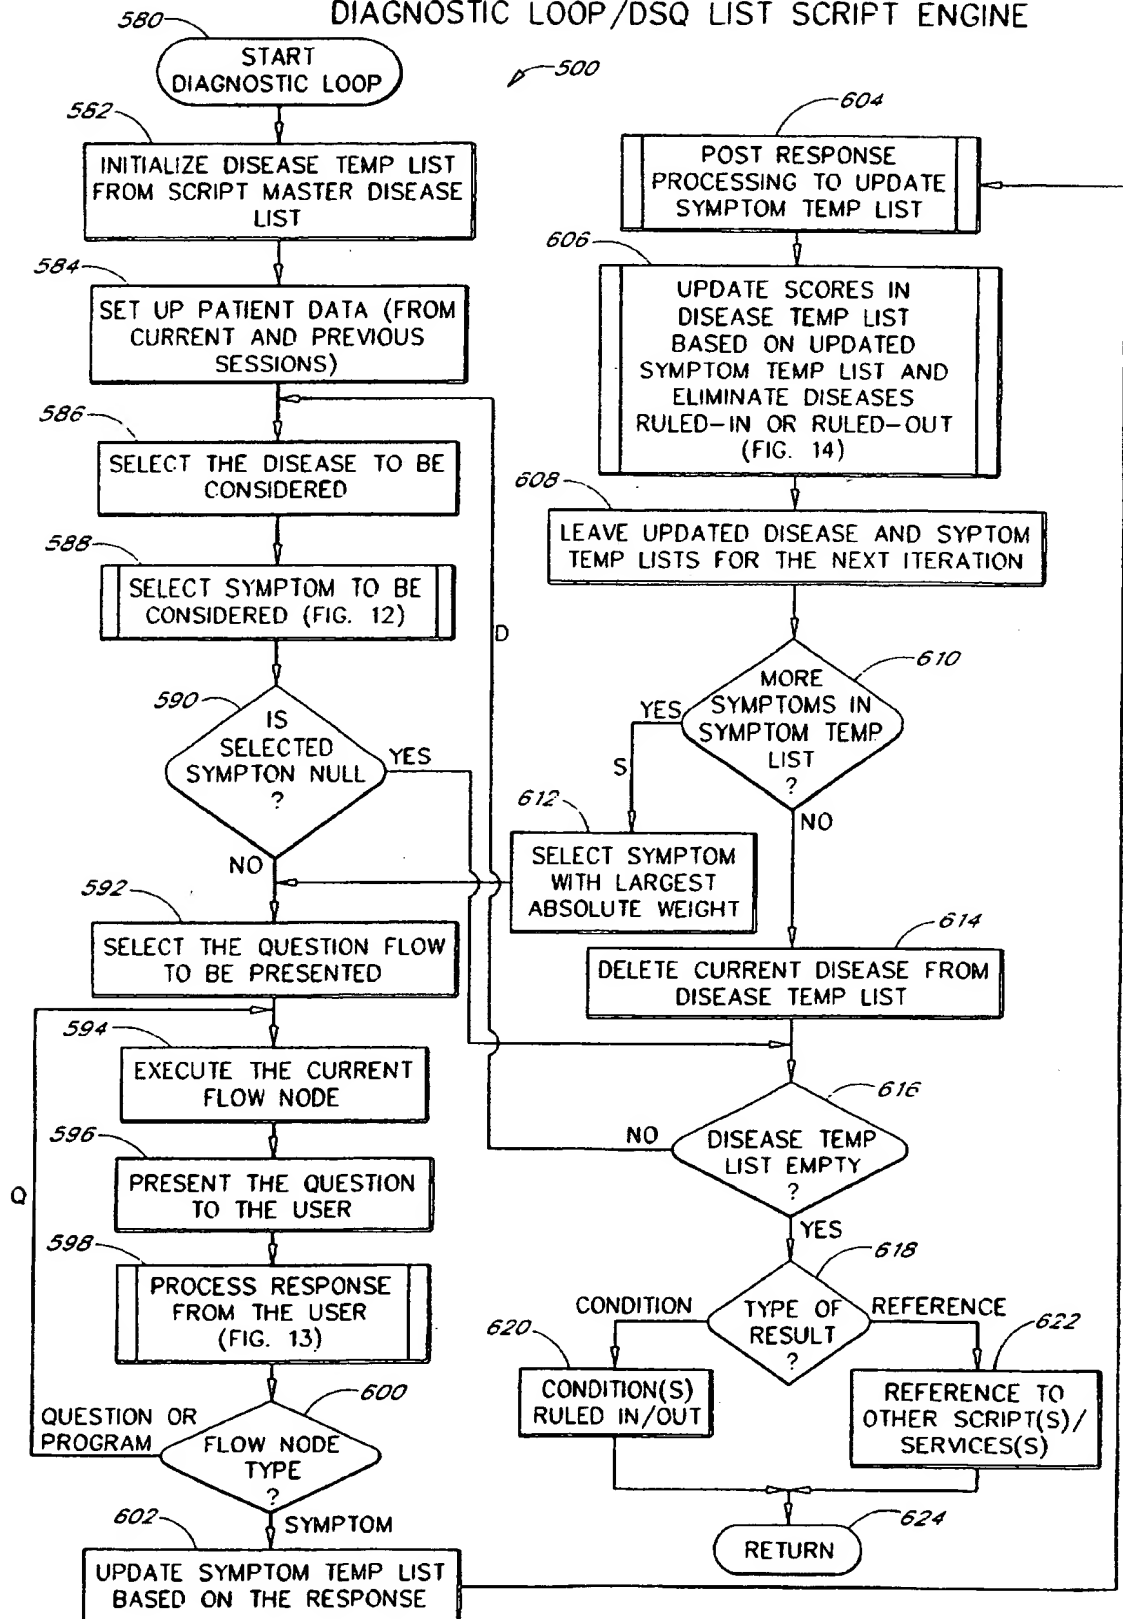 DIAGNOSTIC LOOP/DSQ LIST SCRIPT ENGINE
580
START
DIAGNOSTIC LOOP
500
582
INITIALIZE DISEASE TEMP LIST
FROM SCRIPT MASTER DISEASE
LIST
584
SET UP PATIENT DATA (FROM
CURRENT AND PREVIOUS
SESSIONS)
586
SELECT THE DISEASE TO BE
CONSIDERED
588
SELECT SYMPTOM TO BE
CONSIDERED (FIG. 12)
D
590
IS
SELECTED
SYMPTON NULL
?
YES
NO
592
SELECT THE QUESTION FLOW
TO BE PRESENTED
594
EXECUTE THE CURRENT
FLOW NODE
596
PRESENT THE QUESTION
TO THE USER
Q
598
PROCESS RESPONSE
FROM THE USER
(FIG. 13)
600
QUESTION OR
PROGRAM
FLOW NODE
TYPE
?
SYMPTOM
602
UPDATE SYMPTOM TEMP LIST
BASED ON THE RESPONSE
604
POST RESPONSE
PROCESSING TO UPDATE
SYMPTOM TEMP LIST
606
UPDATE SCORES IN
DISEASE TEMP LIST
BASED ON UPDATED
SYMPTOM TEMP LIST AND
ELIMINATE DISEASES
RULED-IN OR RULED-OUT
(FIG. 14)
608
LEAVE UPDATED DISEASE AND SYPTOM
TEMP LISTS FOR THE NEXT ITERATION
610
MORE
SYMPTOMS IN
SYMPTOM TEMP
LIST
?
YES
S
NO
612
SELECT SYMPTOM
WITH LARGEST
ABSOLUTE WEIGHT
614
DELETE CURRENT DISEASE FROM
DISEASE TEMP LIST
616
NO
DISEASE TEMP
LIST EMPTY
?
YES
618
CONDITION
TYPE OF
RESULT
?
REFERENCE
620
CONDITION(S)
RULED IN/OUT
622
REFERENCE TO
OTHER SCRIPT(S)/
SERVICES(S)
624
RETURN